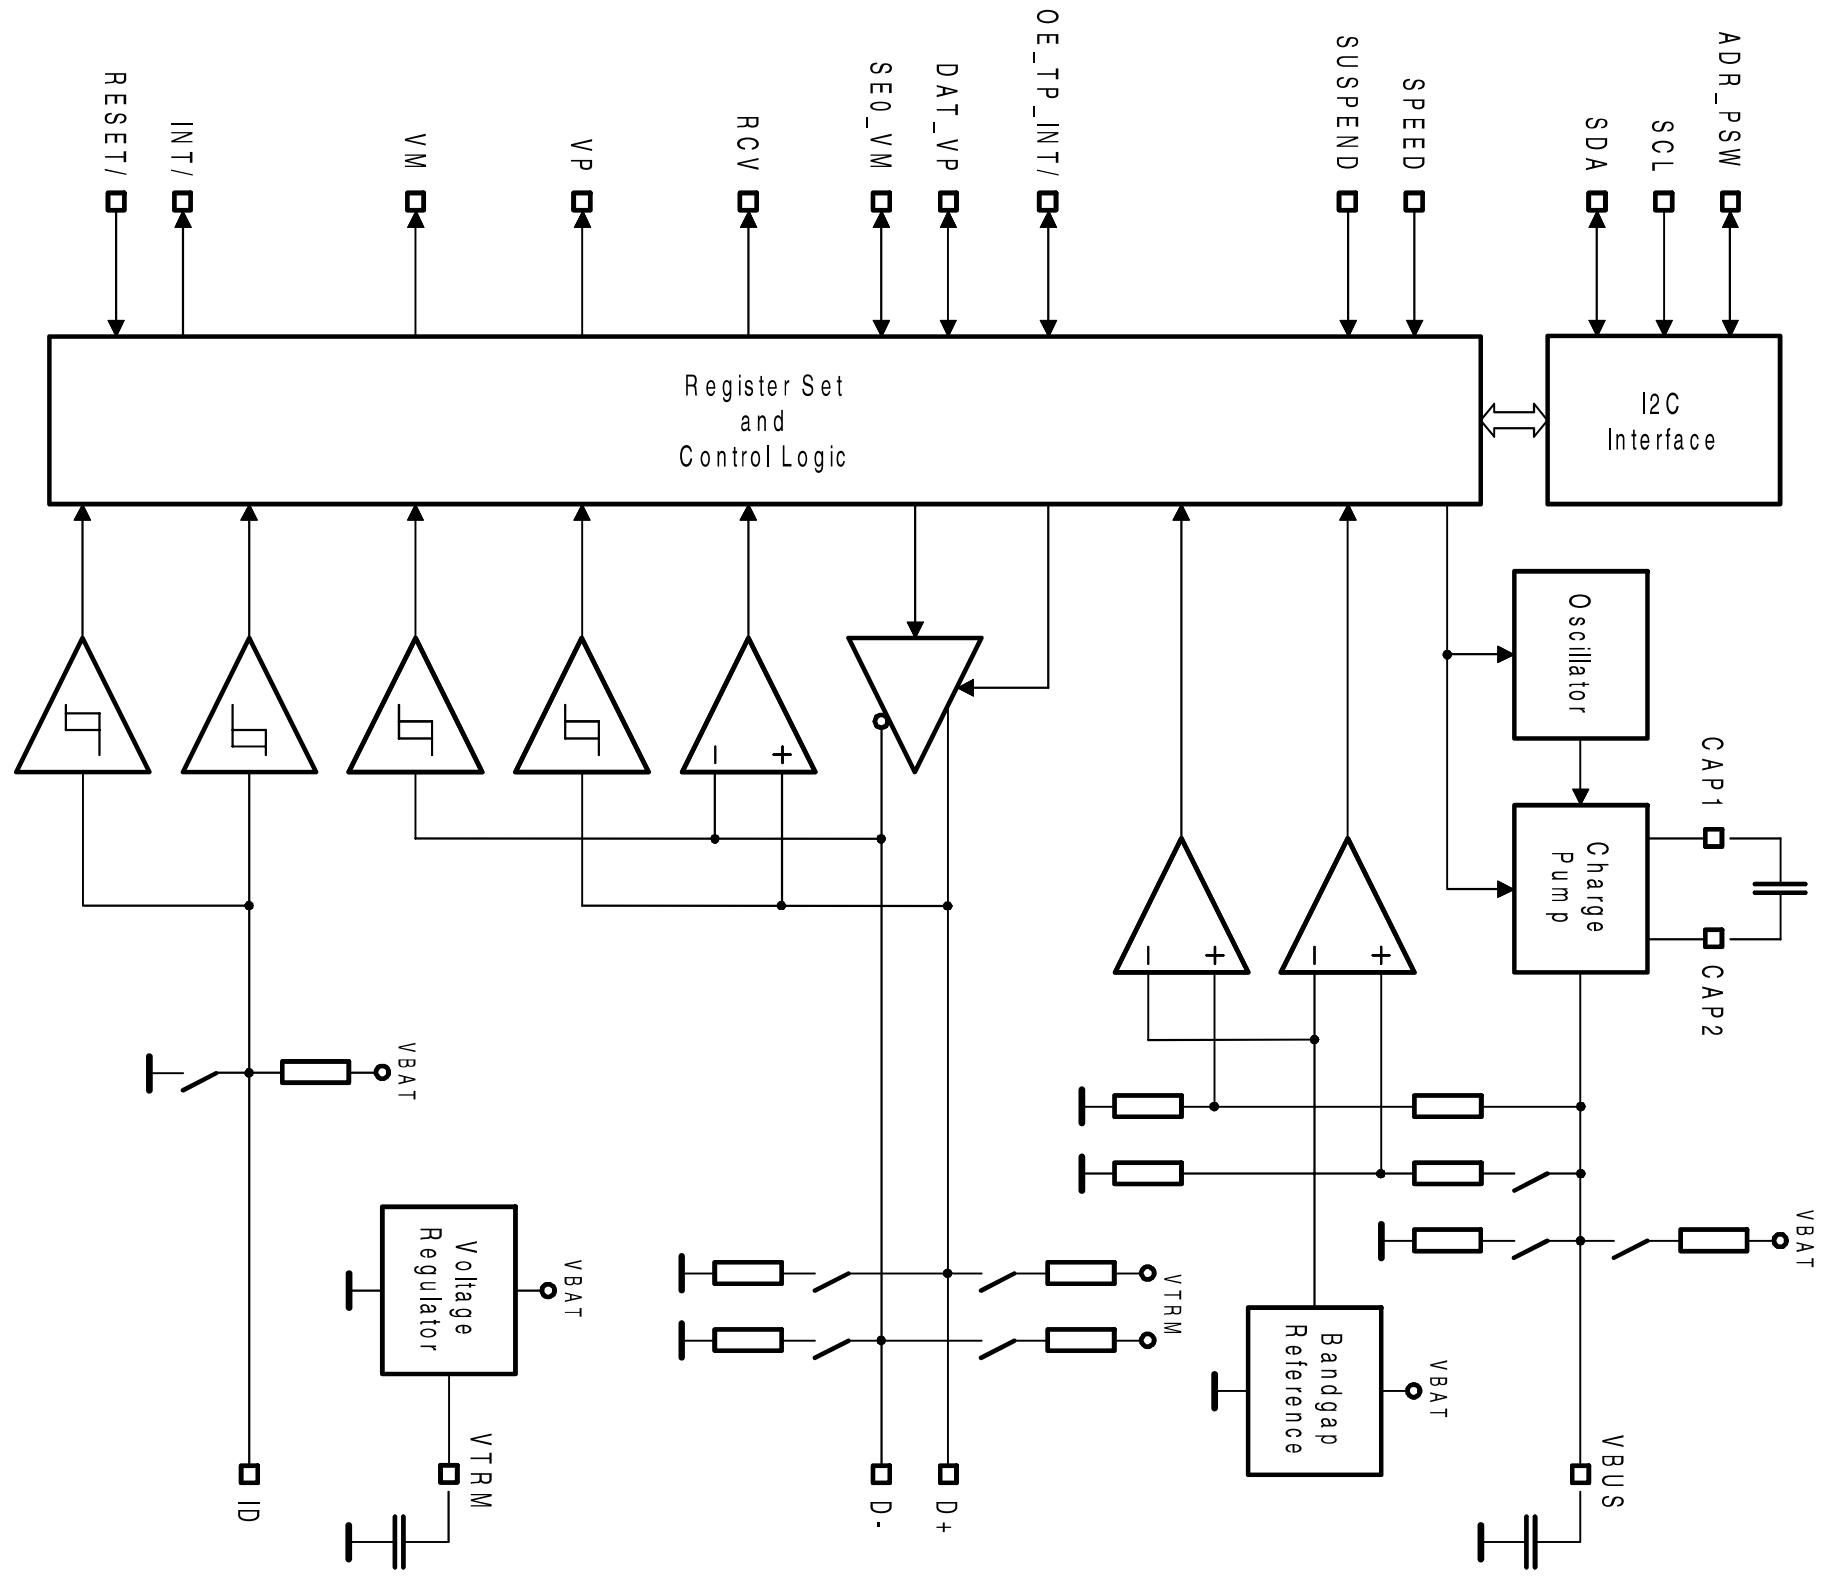 RESET/
INT/
VM
VP
RCV
SE0_VM
DAT_VP
OE_TP_INT/
SUSPEND
SPEED
SDA
SCL
ADR_PSW
Register Set
and
Control Logic
I2C
Interface
Oscillator
CAP1
Charge
Pump
CAP2
- +
- +
- +
VBAT
VBAT
Voltage
Regulator
VBAT
VTRM
Bandgap
Reference
VBAT
VTRM
VBUS
ID
D-
D+